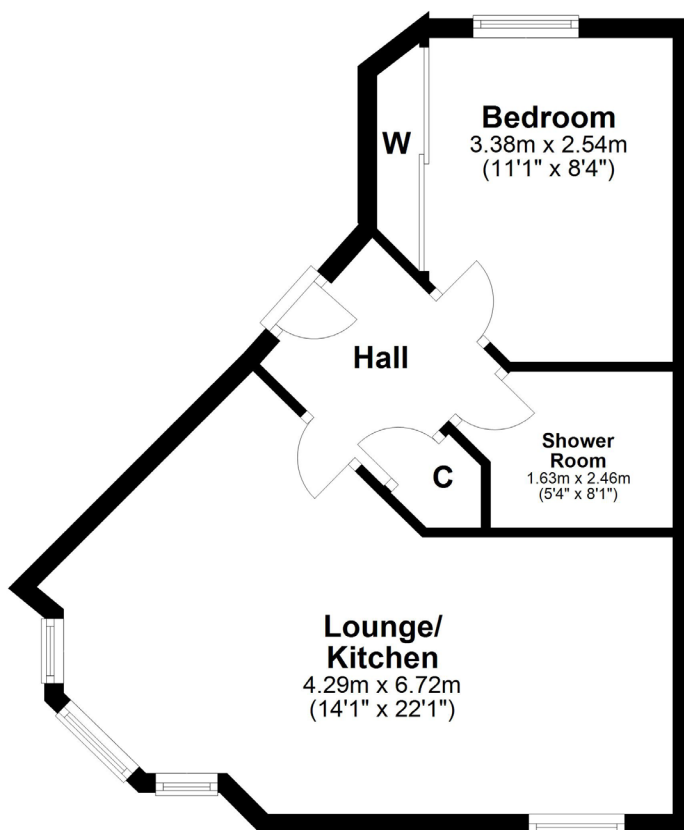 Bedroom
3.38m x 2.54m
(11'1" x 8'4")
W
Hall
Shower
Room
1.63m x 2.46m
(5'4" x 8'1")
C
Lounge/
Kitchen
4.29m x 6.72m
(14'1" x 22'1")